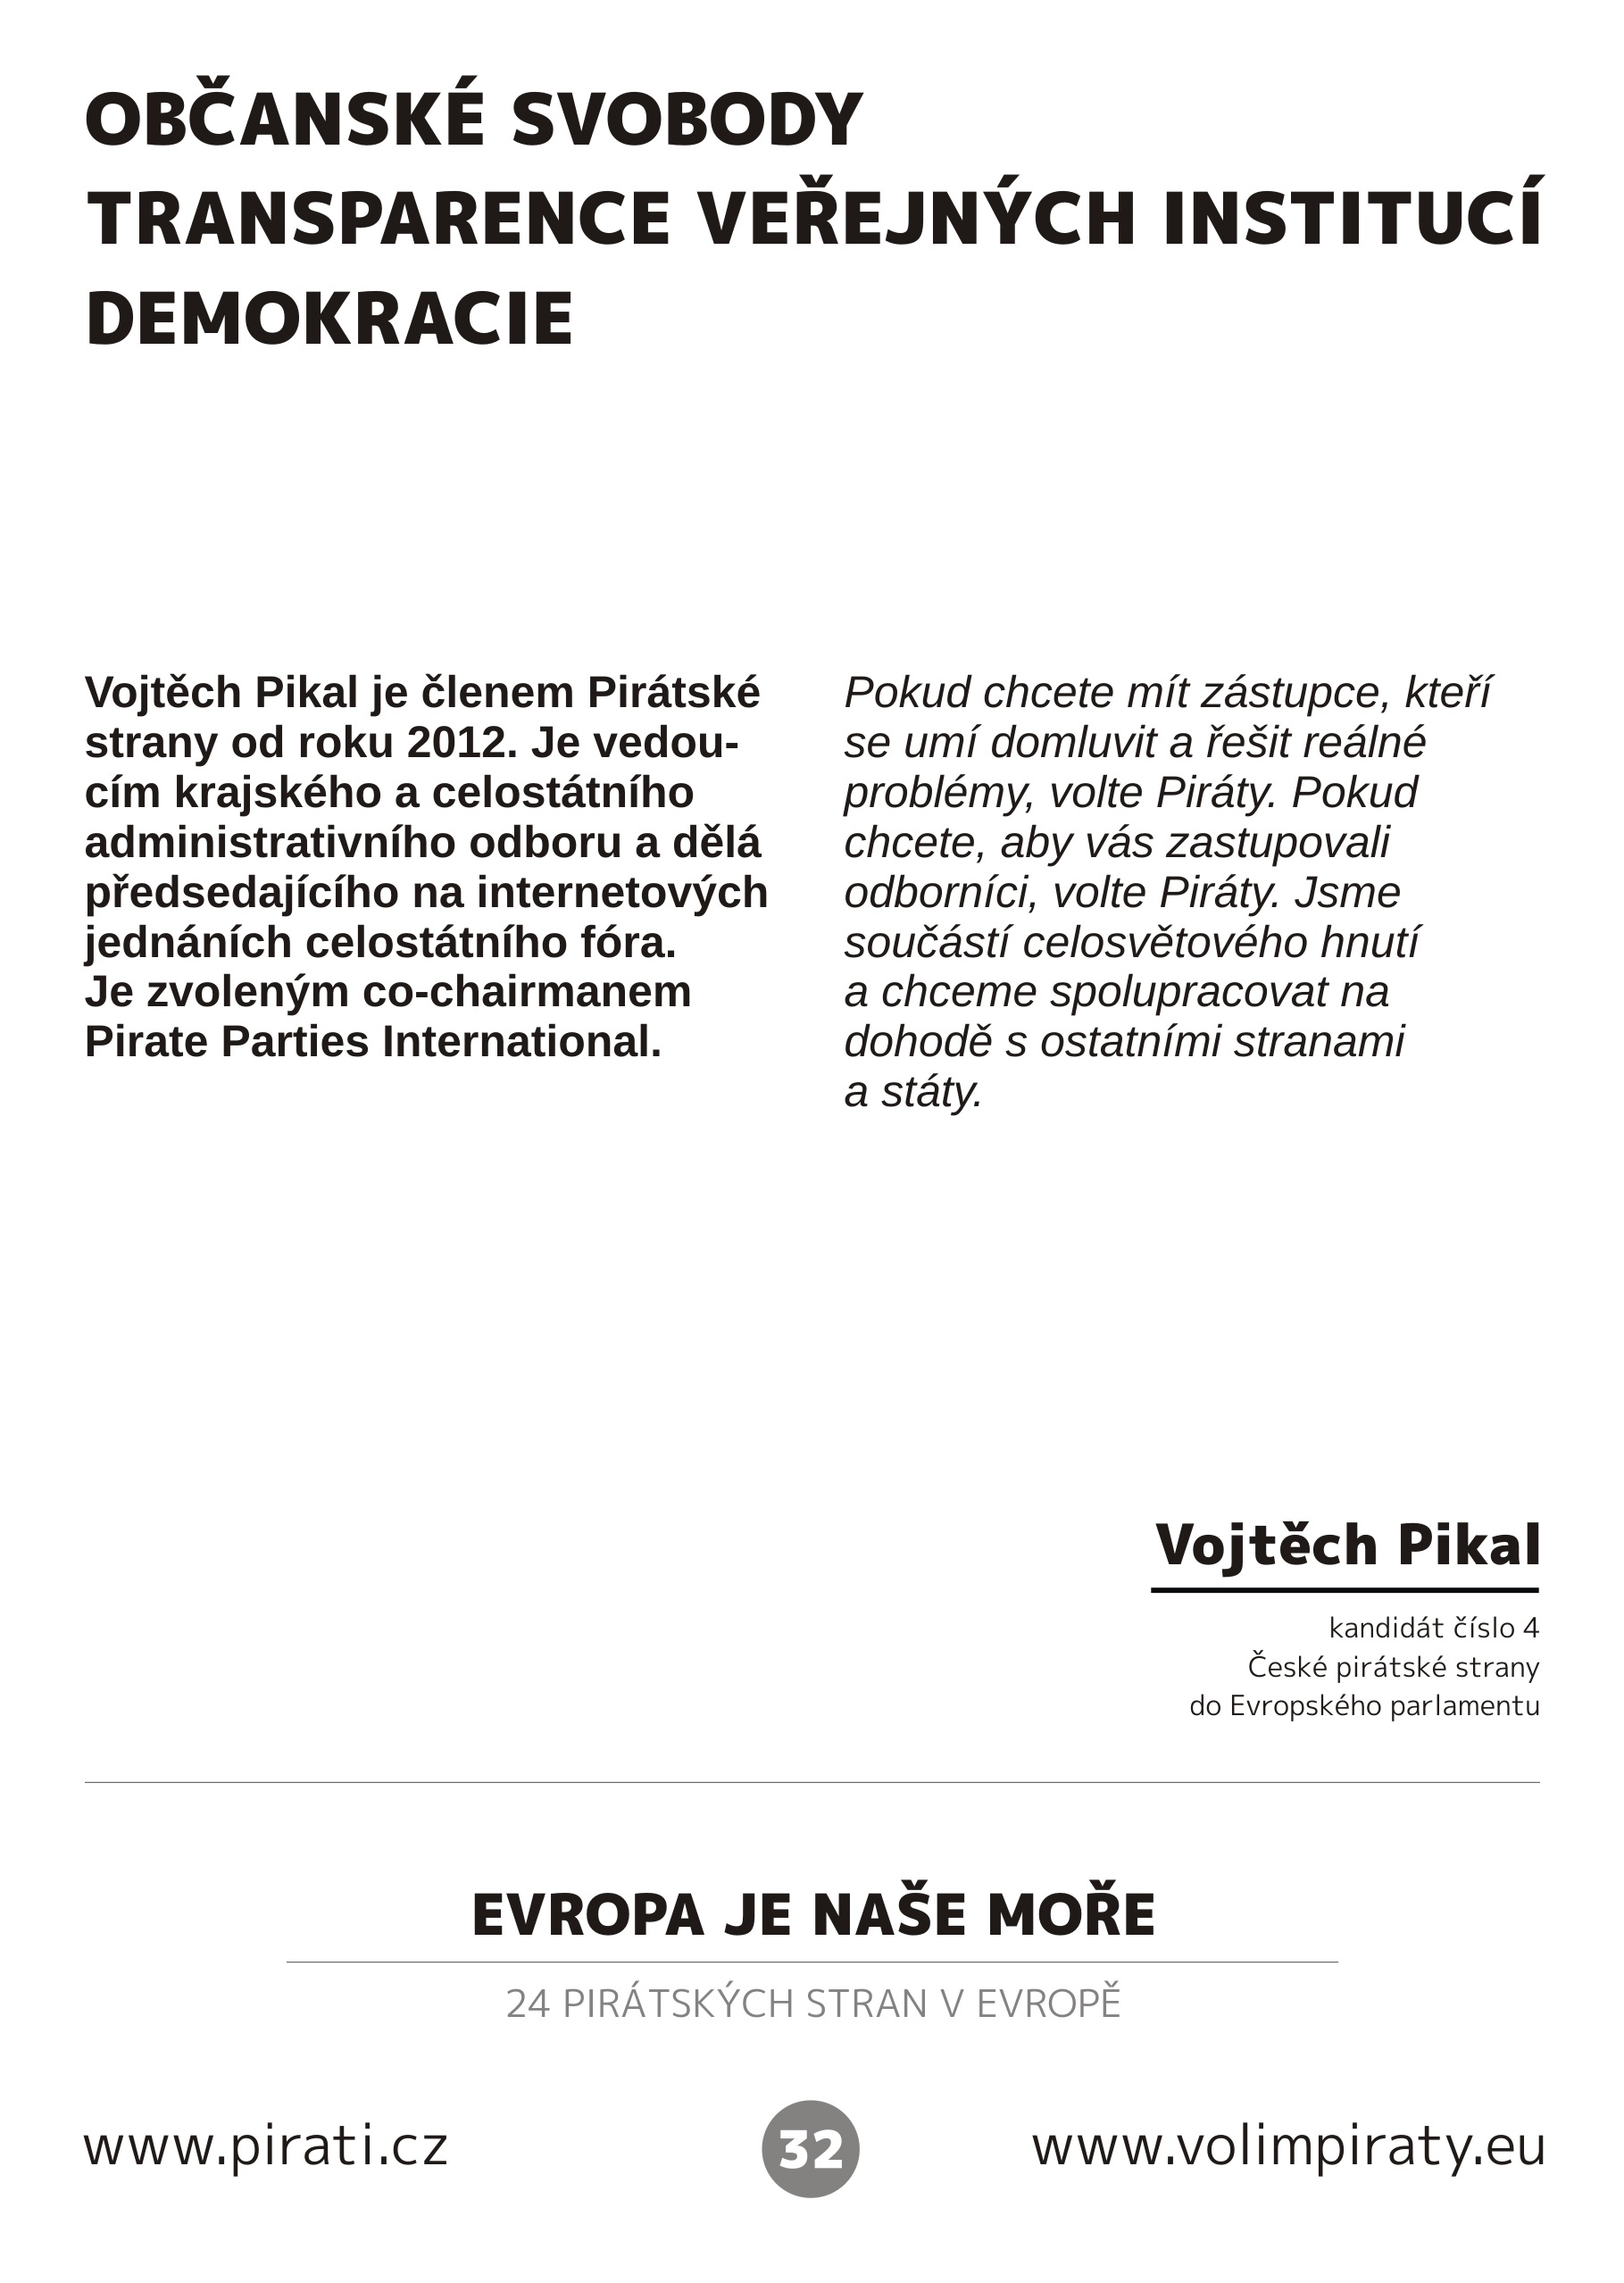 OBČANSKÉ SVOBODY
TRANSPARENCE VEŘEJNÝCH INSTITUCÍ
DEMOKRACIE
Vojtěch Pikal je členem Pirátské
strany od roku 2012. Je vedou-
cím krajského a celostátního
administrativního odboru a dělá
předsedajícího na internetových
jednáních celostátního fóra.
Je zvoleným co-chairmanem
Pirate Parties International.
Pokud chcete mít zástupce, kteří
se umí domluvit a řešit reálné
problémy, volte Piráty. Pokud
chcete, aby vás zastupovali
odborníci, volte Piráty. Jsme
součástí celosvětového hnutí
a chceme spolupracovat na
dohodě s ostatními stranami
a státy.
Vojtěch Pikal
kandidát číslo 4
České pirátské strany
do Evropského parlamentu
EVROPA JE NAŠE MOŘE
24 PIRÁTSKÝCH STRAN V EVROPĚ
www.pirati.cz
32
www.volimpiraty.eu